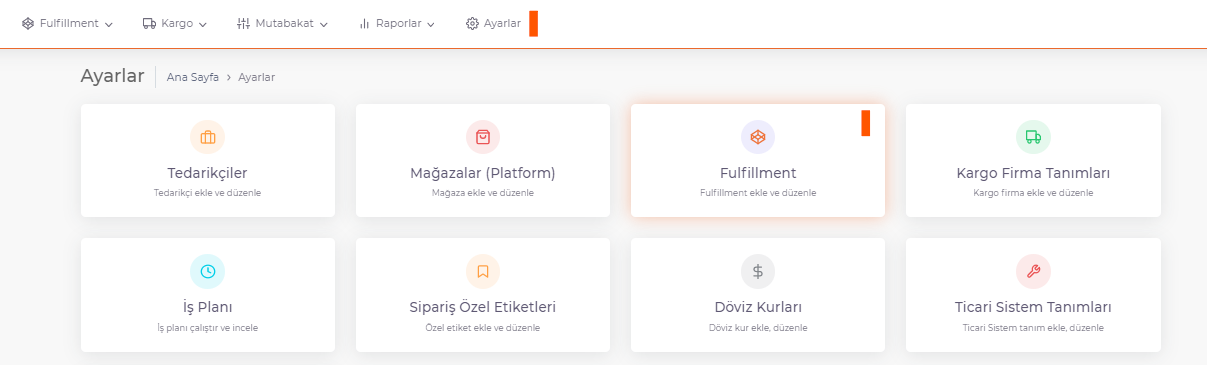 Fulfillment Kargo Mutabakat Raporlar Ayarlar
Ayarlar Ana Sayfa › Ayarlar
Tedarikçiler
Tedarikçi ekle ve düzenle
Mağazalar (Platform)
Mağaza ekle ve düzenle
Fulfillment
Fulfillment ekle ve düzenle
Kargo Firma Tanımları
Kargo firma ekle ve düzenle
İş Planı
İş planı çalıştır ve incele
Sipariş Özel Etiketleri
Özel etiket ekle ve düzenle
Döviz Kurları
Döviz kur ekle, düzenle
Ticari Sistem Tanımları
Ticari Sistem tanım ekle, düzenle